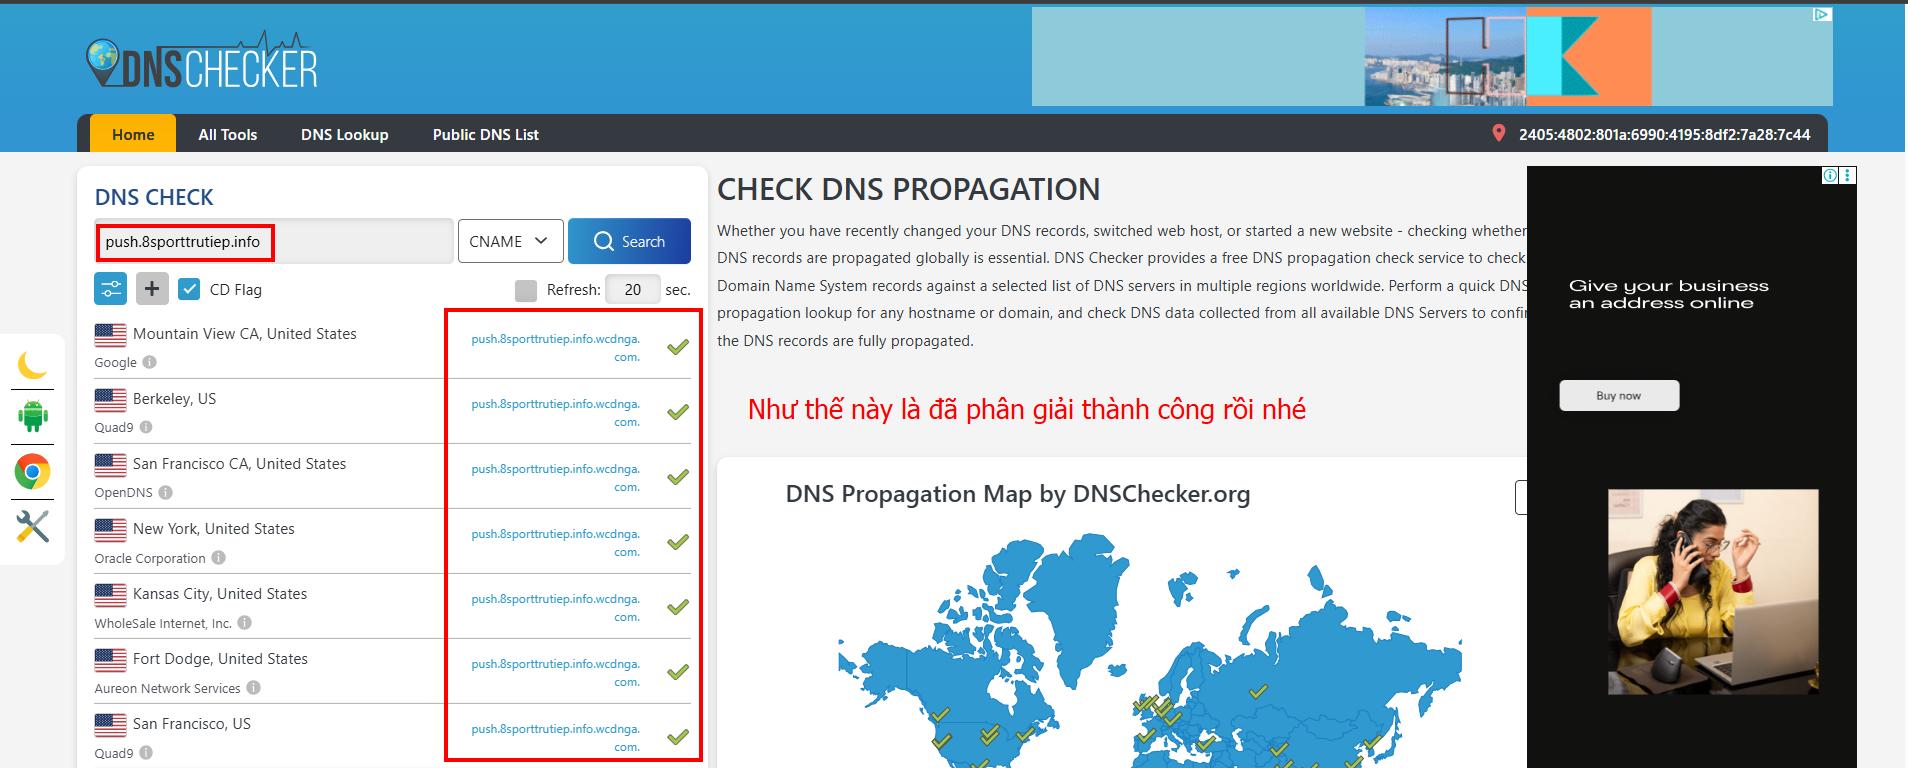 DNSCHECKER
Home
All Tools
DNS Lookup
Public DNS List
2405:4802:801a:6990:4195:8df2:7a28:7c44
DNS CHECK
push.8sporttrutiep.info
CNAME
Search
CD Flag
Refresh:
20
sec.
Mountain View CA, United States
Google
push.8sporttrutiep.info.wcdnga.
com.
Berkeley, US
Quad9
push.8sporttrutiep.info.wcdnga.
com.
San Francisco CA, United States
OpenDNS
push.8sporttrutiep.info.wcdnga.
com.
New York, United States
Oracle Corporation
push.8sporttrutiep.info.wcdnga.
com.
Kansas City, United States
WholeSale Internet, Inc.
push.8sporttrutiep.info.wcdnga.
com.
Fort Dodge, United States
Aureon Network Services
push.8sporttrutiep.info.wcdnga.
com.
San Francisco, US
Quad9
push.8sporttrutiep.info.wcdnga.
com.
CHECK DNS PROPAGATION
Whether you have recently changed your DNS records, switched web host, or started a new website - checking whether
DNS records are propagated globally is essential. DNS Checker provides a free DNS propagation check service to check
Domain Name System records against a selected list of DNS servers in multiple regions worldwide. Perform a quick DNS
propagation lookup for any hostname or domain, and check DNS data collected from all available DNS Servers to confir
the DNS records are fully propagated.
Như thế này là đã phân giải thành công rồi nhé
DNS Propagation Map by DNSChecker.org
Give your business
an address online
Buy now